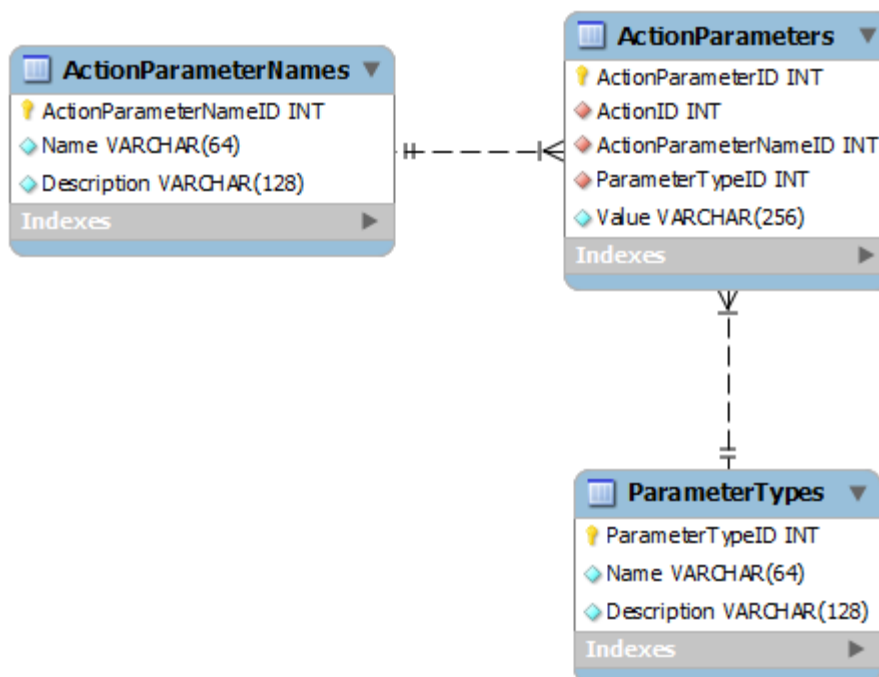 ActionParameterNames
ActionParameterNameID INT
Name VARCHAR(64)
Description VARCHAR(128)
Indexes
ActionParameters
ActionParameterID INT
ActionID INT
ActionParameterNameID INT
ParameterTypeID INT
Value VARCHAR(256)
Indexes
ParameterTypes
ParameterTypeID INT
Name VARCHAR(64)
Description VARCHAR(128)
Indexes